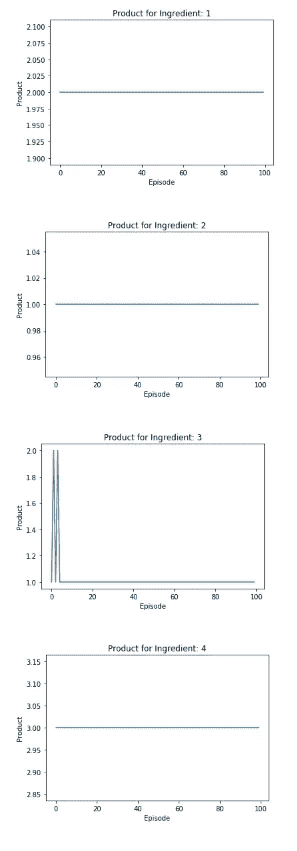 Product for Ingredient: 1
2.100
2.075
2.050
2.025
2.000
1.975
1.950
1.925
1.900
Product
0 20 40 60 80 100
Episode
Product for Ingredient: 2
1.04
1.02
1.00
0.98
0.96
Product
0 20 40 60 80 100
Episode
Product for Ingredient: 3
2.0
1.8
1.6
1.4
1.2
1.0
Product
0 20 40 60 80 100
Episode
Product for Ingredient: 4
3.15
3.10
3.05
3.00
2.95
2.90
2.85
Product
0 20 40 60 80 100
Episode